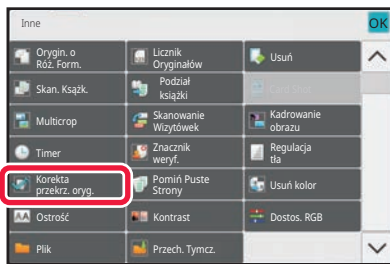 Inne
OK
Orygin. o
Róż. Form.
Licznik
Oryginałów
Usuń
Skan. Książk.
Podział
książki
Multicrop
Skanowanie
Wizytówek
Kadrowanie
obrazu
Timer
Znacznik
weryf.
Regulacja
tła
Korekta
przekrz. oryg.
Pomiń Puste
Strony
Usuń kolor
Ostrość
Kontrast
Dostos. RGB
Plik
Przech. Tymcz.